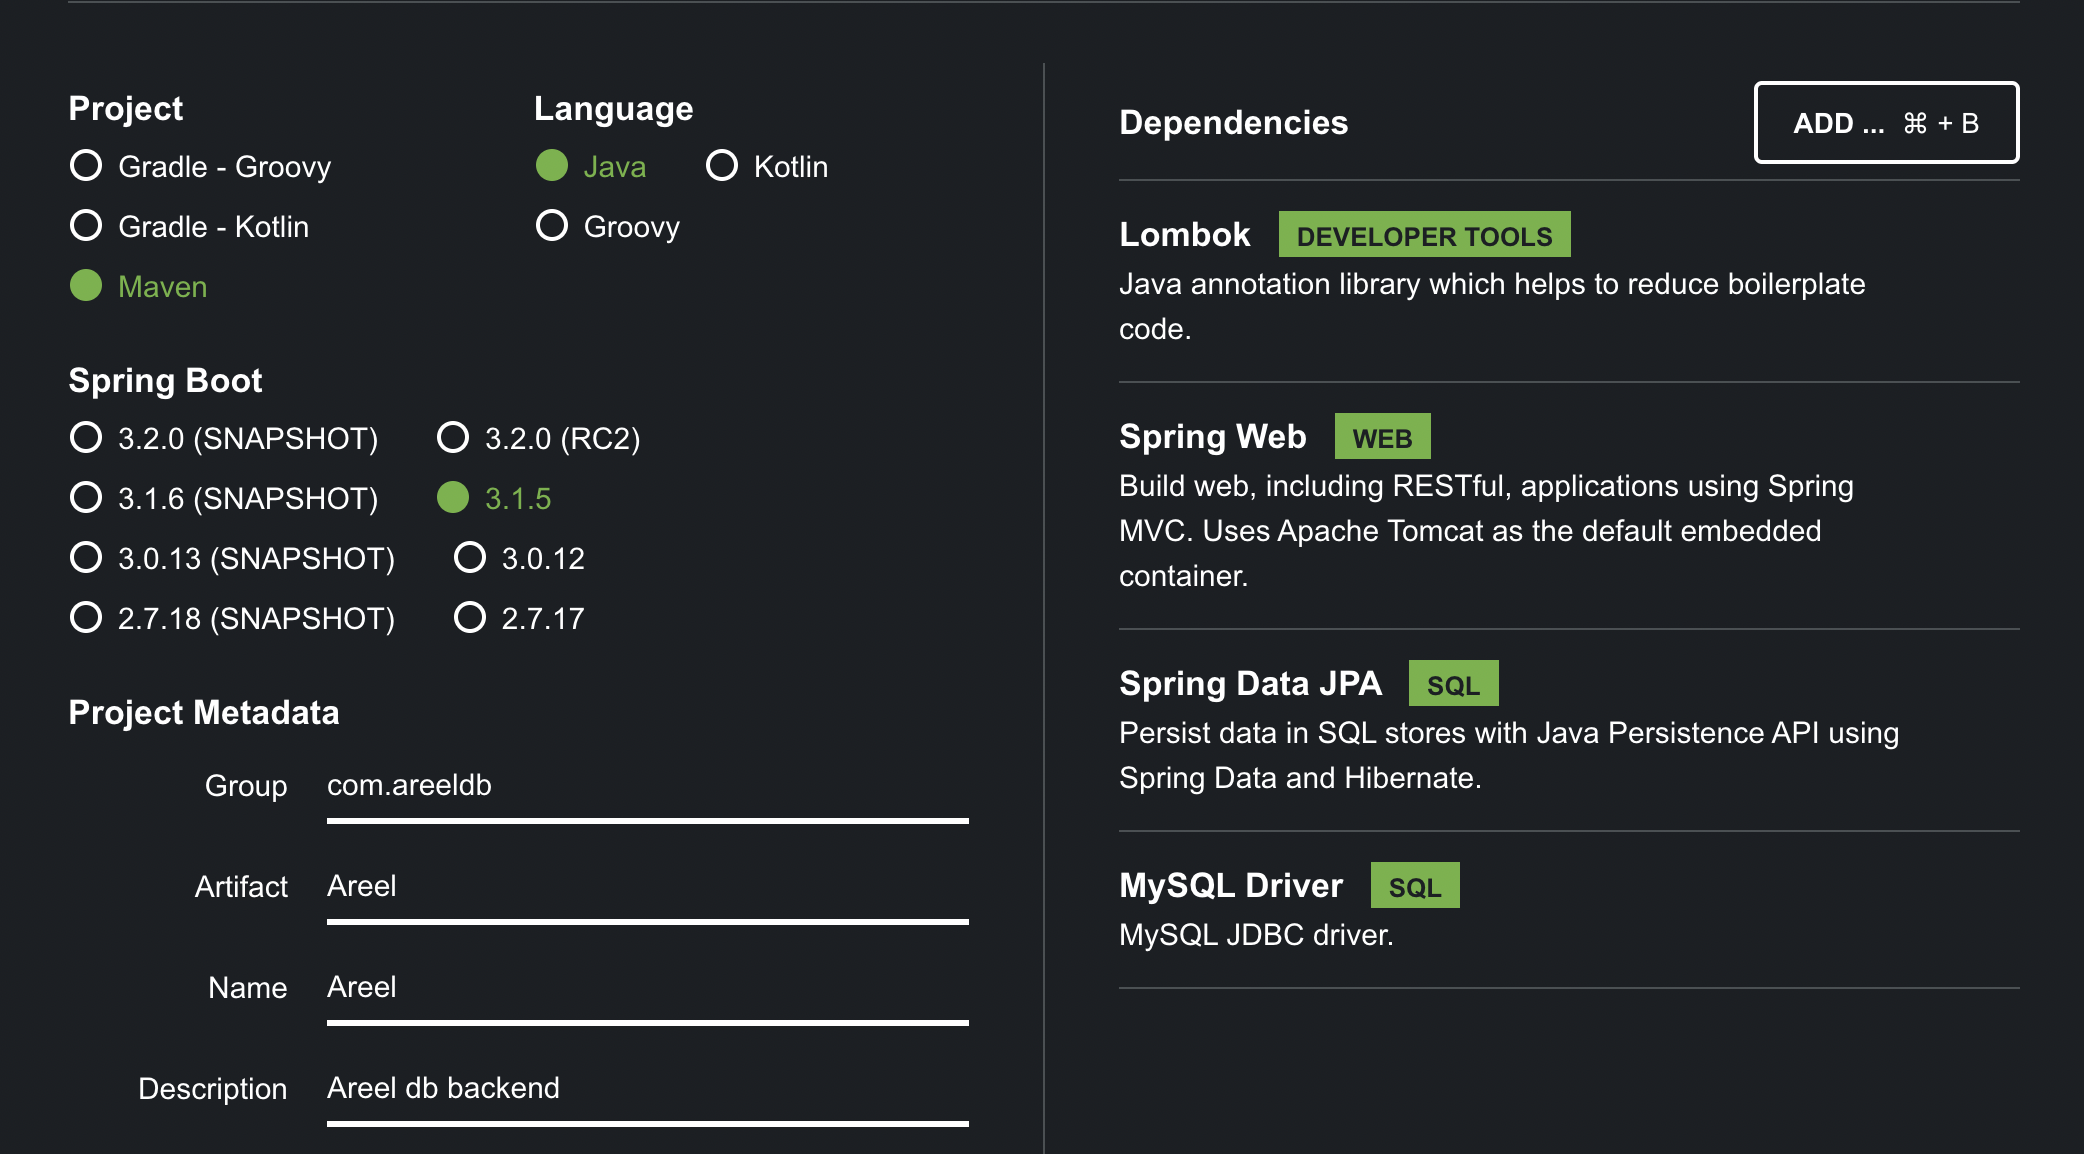 Project
Gradle - Groovy
Gradle - Kotlin
Maven
Language
Java Kotlin
Groovy
Spring Boot
3.2.0 (SNAPSHOT) 3.2.0 (RC2)
3.1.6 (SNAPSHOT) 3.1.5
3.0.13 (SNAPSHOT) 3.0.12
2.7.18 (SNAPSHOT) 2.7.17
Project Metadata
Group com.areeldb
Artifact Areel
Name Areel
Description Areel db backend
Dependencies ADD ... ⌘ + B
Lombok DEVELOPER TOOLS
Java annotation library which helps to reduce boilerplate
code.
Spring Web WEB
Build web, including RESTful, applications using Spring
MVC. Uses Apache Tomcat as the default embedded
container.
Spring Data JPA SQL
Persist data in SQL stores with Java Persistence API using
Spring Data and Hibernate.
MySQL Driver SQL
MySQL JDBC driver.